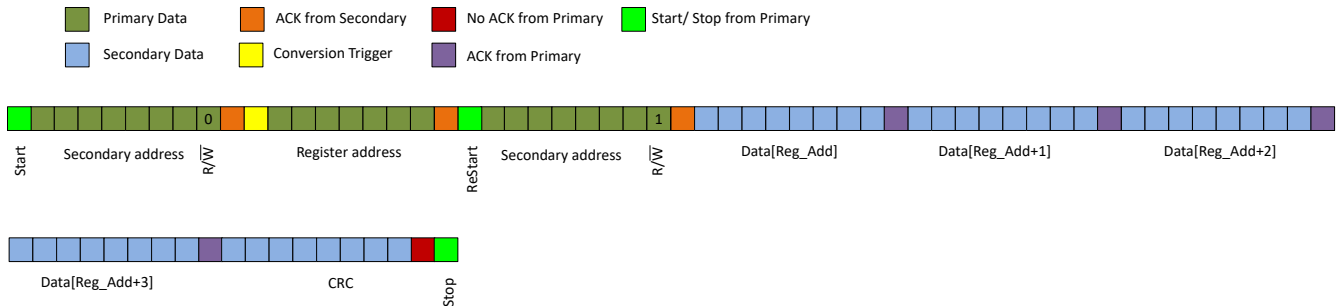 Primary Data
ACK from Secondary
No ACK from Primary
Start/ Stop from Primary
Secondary Data
Conversion Trigger
ACK from Primary
0
1
Start
Secondary address
R/W
Register address
ReStart
Secondary address
R/W
Data[Reg_Add]
Data[Reg_Add+1]
Data[Reg_Add+2]
Data[Reg_Add+3]
CRC
Stop